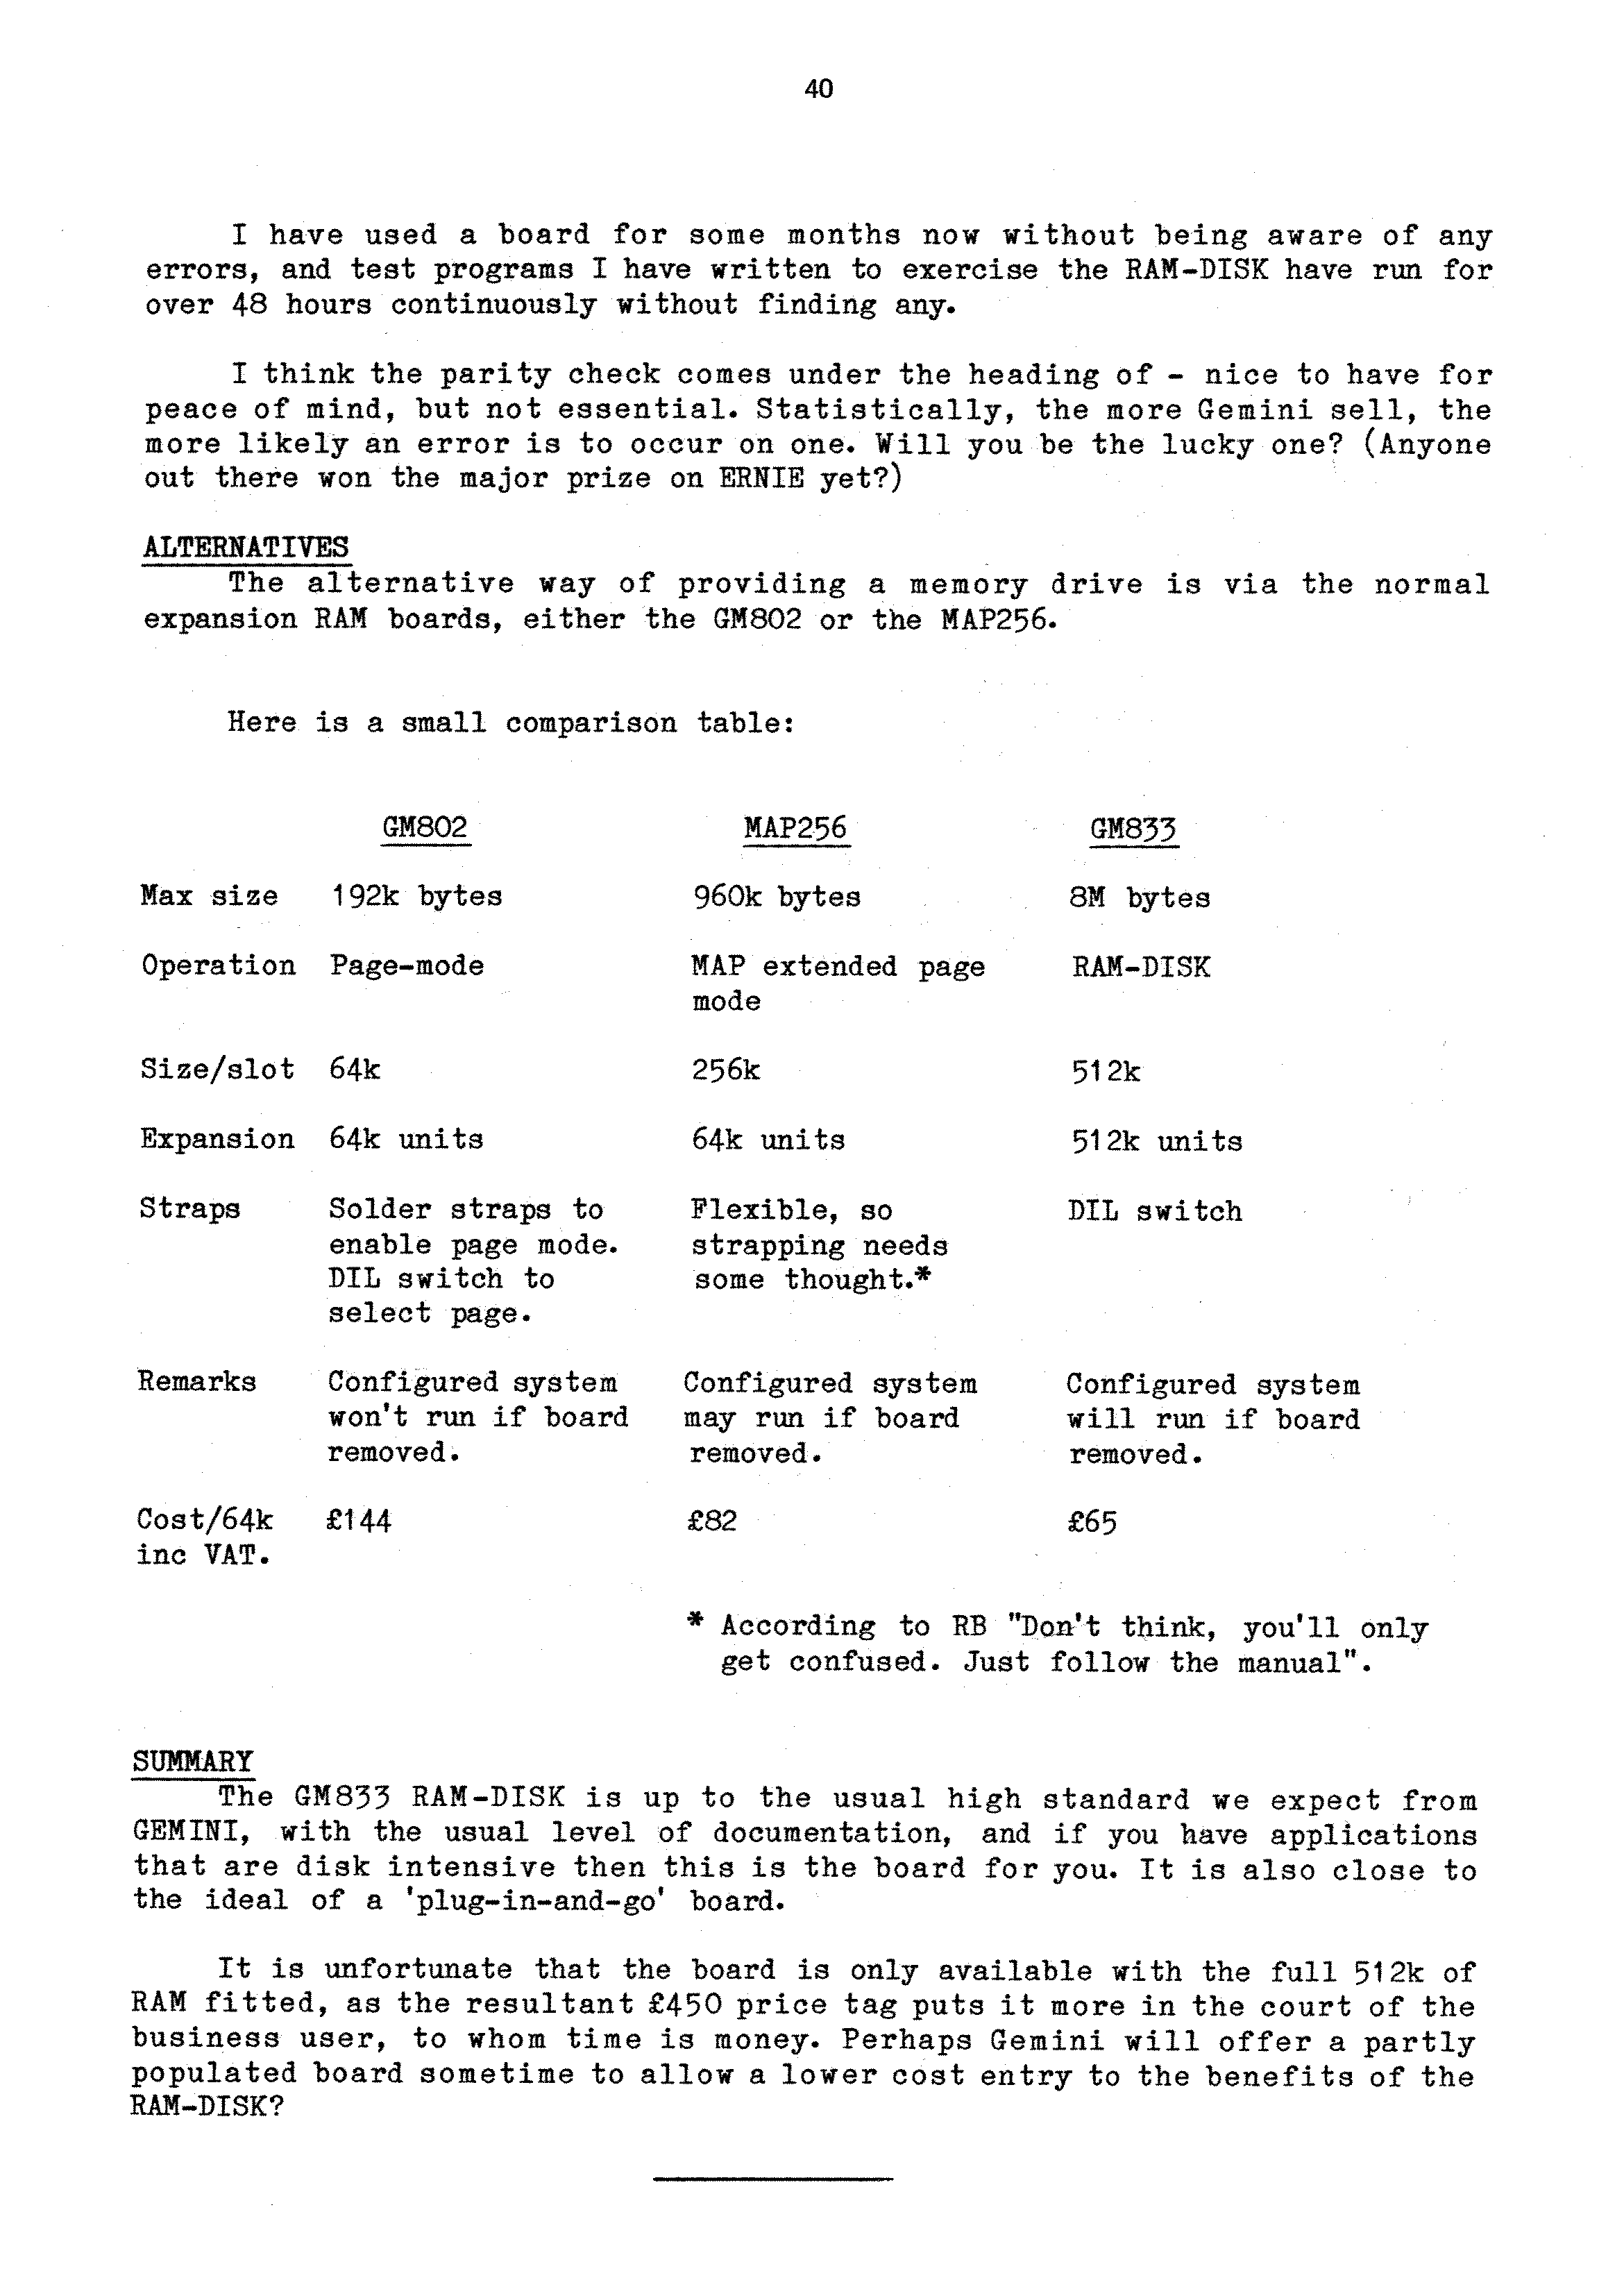 40
I have used a board for some months now without being aware of any
errors, and test programs I have written to exercise the RAM-DISK have run for
over 48 hours continuously without finding any.
I think the parity check comes under the heading of - nice to have for
peace of mind, but not essential. Statistically, the more Gemini sell, the
more likely an error is to occur on one. Will you be the lucky one? (Anyone
out there won the major prize on ERNIE yet?)
ALTERNATIVES
The alternative way of providing a memory drive is via the normal
expansion RAM boards, either the GM802 or the MAP256.
Here is a small comparison table:
GM802 MAP256 GM833
Max size 192k bytes 960k bytes 8M bytes
Operation Page-mode MAP extended page RAM-DISK
mode
Size/slot 64k 256k 512k
Expansion 64k units 64k units 512k units
Straps Solder straps to Flexible, so DIL switch
enable page mode. strapping needs
DIL switch to some thought.*
select page.
Remarks Configured system Configured system Configured system
won't run if board may run if board will run if board
removed. removed. removed.
Cost/64k £144 £82 £65
inc VAT.
* According to RB "Don't think, you'll only
get confused. Just follow the manual".
SUMMARY
The GM833 RAM-DISK is up to the usual high standard we expect from
GEMINI, with the usual level of documentation, and if you have applications
that are disk intensive then this is the board for you. It is also close to
the ideal of a 'plug-in-and-go' board.
It is unfortunate that the board is only available with the full 512k of
RAM fitted, as the resultant £450 price tag puts it more in the court of the
business user, to whom time is money. Perhaps Gemini will offer a partly
populated board sometime to allow a lower cost entry to the benefits of the
RAM-DISK?